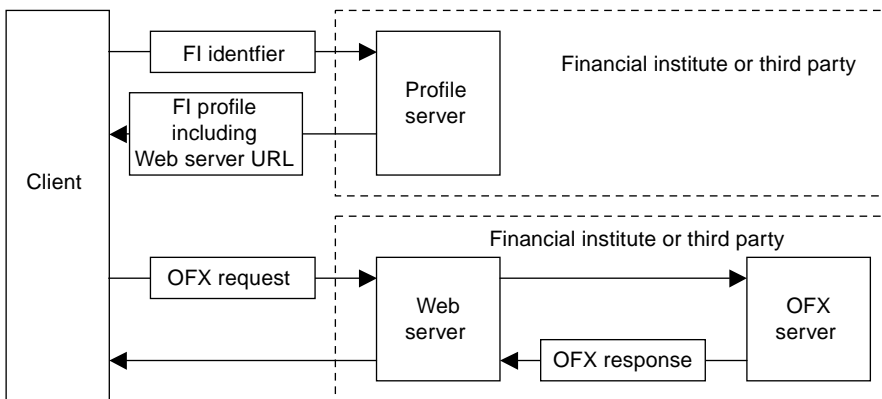 FI identfier
Financial institute or third party
Profile
server
FI profile
including
Web server URL
Client
Financial institute or third party
OFX request
Web
server
OFX
server
OFX response